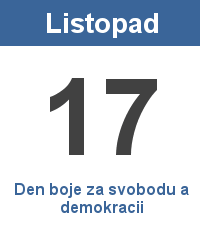 Listopad
17
Den boje za svobodu a
demokracii